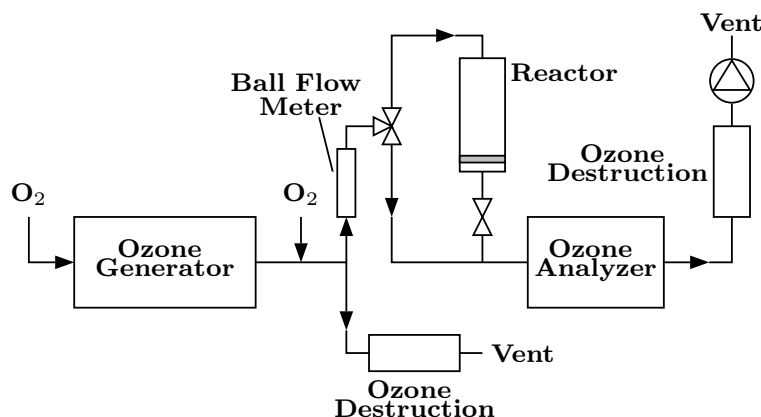 Vent
Ball Flow
Meter
Reactor
Ozone
Destruction
O₂
O₂
Ozone
Generator
Ozone
Analyzer
Vent
Ozone
Destruction